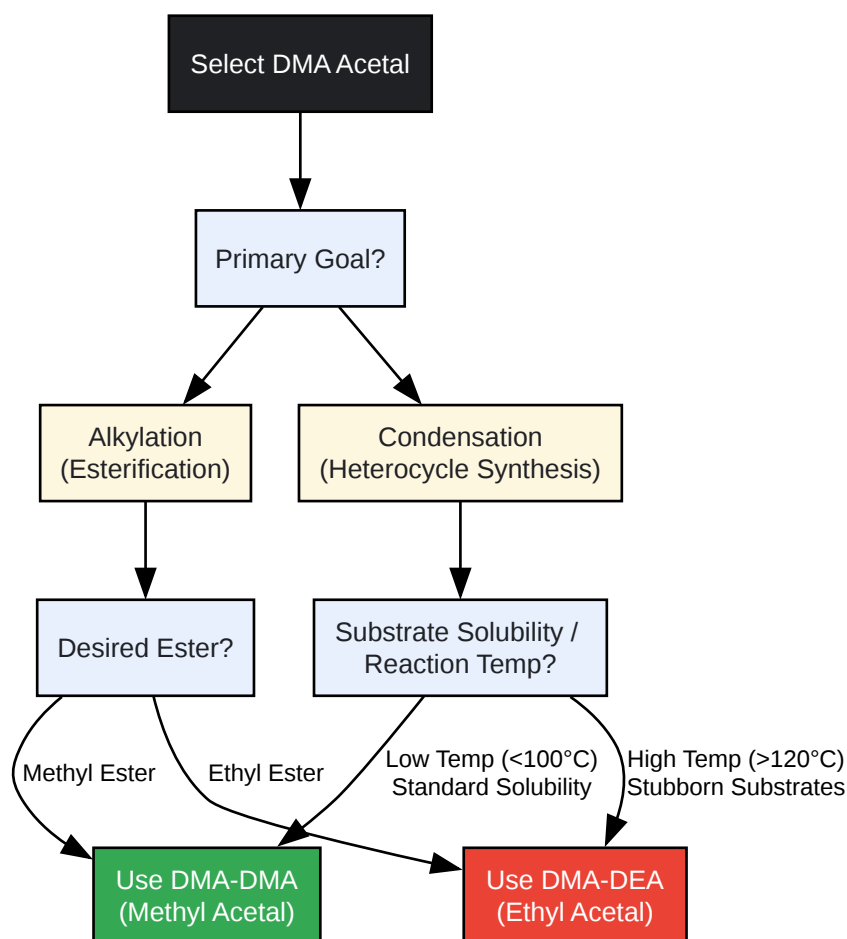 Select DMA Acetal
Primary Goal?
Alkylation
(Esterification)
Condensation
(Heterocycle Synthesis)
Desired Ester?
Substrate Solubility /
Reaction Temp?
Methyl Ester
Ethyl Ester
Low Temp (<100°C)
Standard Solubility
High Temp (>120°C)
Stubborn Substrates
Use DMA-DMA
(Methyl Acetal)
Use DMA-DEA
(Ethyl Acetal)